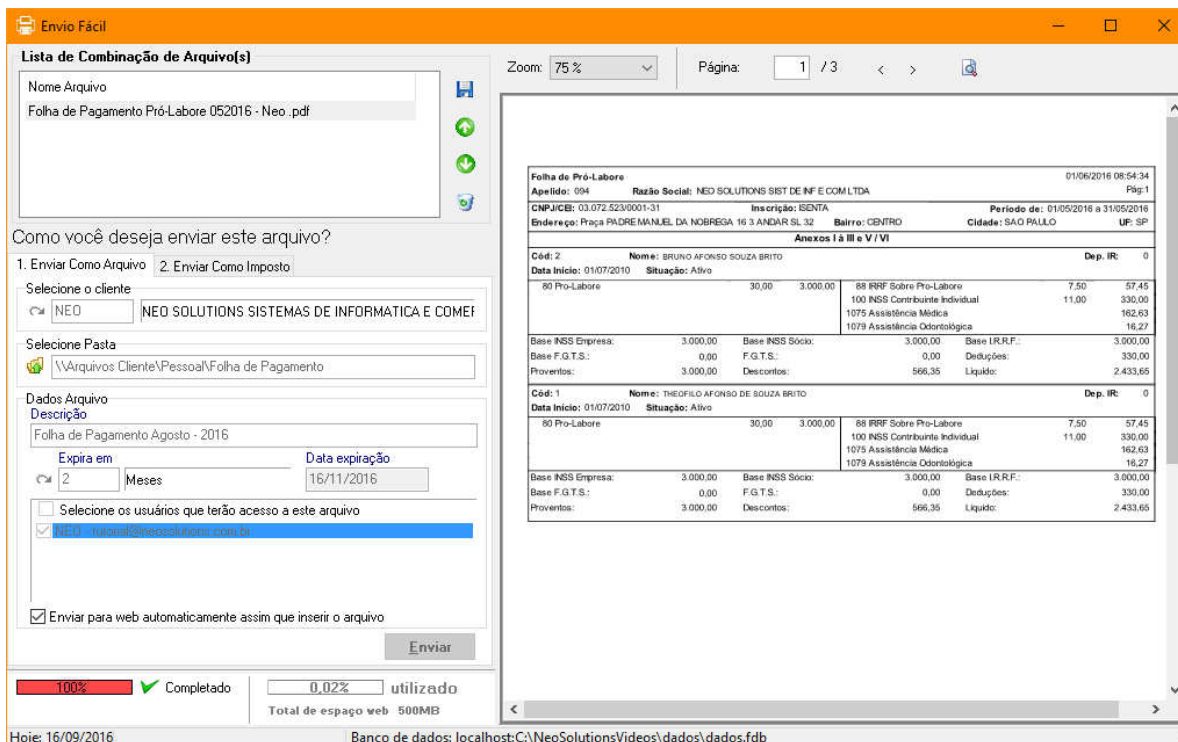 Envio Fácil
Lista de Combinação de Arquivo(s)
Nome Arquivo
Folha de Pagamento Pró-Labore 052016 - Neo .pdf
Como você deseja enviar este arquivo?
1. Enviar Como Arquivo 2. Enviar Como Imposto
Selecione o cliente
NEO NEO SOLUTIONS SISTEMAS DE INFORMATICA E COMEF
Selecione Pasta
\\Arquivos Cliente\Pessoal\Folha de Pagamento
Dados Arquivo
Descrição
Folha de Pagamento Agosto - 2016
Expira em Data expiração
2 Meses 16/11/2016
Selecione os usuários que terão acesso a este arquivo
NEO - tutorial@neosolutions.com.br
Enviar para web automaticamente assim que inserir o arquivo
Enviar
100% Completado 0,02% utilizado
Total de espaço web 500MB
Zoom: 75 % Página: 1 / 3 < >
Folha de Pró-Labore 01/06/2016 08:54:34
Apelido: 094 Razão Social: NEO SOLUTIONS SIST DE INF E COM LTDA Pág:1
CNPJ/CEI: 03.072.523/0001-31 Inscrição: ISENTA Período de: 01/05/2016 a 31/05/2016
Endereço: Praça PADRE MANUEL DA NOBREGA 16 3 ANDAR SL 32 Bairro: CENTRO Cidade: SAO PAULO UF: SP
Anexos I à III e V / VI
Cód: 2 Nome: BRUNO AFONSO SOUZA BRITO Dep. IR: 0
Data Início: 01/07/2010 Situação: Ativo
80 Pro-Labore 30,00 3.000,00 88 IRRF Sobre Pro-Labore 7,50 57,45
100 INSS Contribuinte Individual 11,00 330,00
1075 Assistência Médica 162,63
1079 Assistência Odontológica 16,27
Base INSS Empresa: 3.000,00 Base INSS Sócio: 3.000,00 Base I.R.R.F.: 3.000,00
Base F.G.T.S.: 0,00 F.G.T.S.: 0,00 Deduções: 330,00
Proventos: 3.000,00 Descontos: 566,35 Líquido: 2.433,65
Cód: 1 Nome: THEOFILO AFONSO DE SOUZA BRITO Dep. IR: 0
Data Início: 01/07/2010 Situação: Ativo
80 Pro-Labore 30,00 3.000,00 88 IRRF Sobre Pro-Labore 7,50 57,45
100 INSS Contribuinte Individual 11,00 330,00
1075 Assistência Médica 162,63
1079 Assistência Odontológica 16,27
Base INSS Empresa: 3.000,00 Base INSS Sócio: 3.000,00 Base I.R.R.F.: 3.000,00
Base F.G.T.S.: 0,00 F.G.T.S.: 0,00 Deduções: 330,00
Proventos: 3.000,00 Descontos: 566,35 Líquido: 2.433,65
Hoje: 16/09/2016 Banco de dados: localhost:C:\NeoSolutionsVideos\dados\dados.fdb